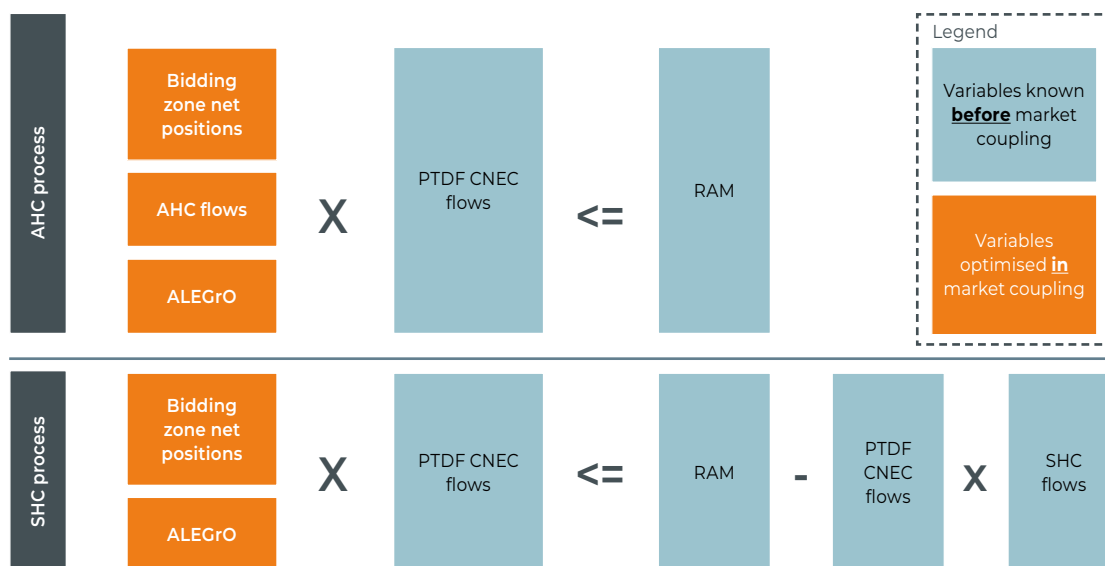 AHC process
Bidding
zone net
positions
AHC flows
ALEGrO
X
PTDF CNEC
flows
<=
RAM
Legend
Variables known
before market
coupling
Variables
optimised in
market coupling
SHC process
Bidding
zone net
positions
ALEGrO
X
PTDF CNEC
flows
<=
RAM
-
PTDF
CNEC
flows
x
SHC
flows